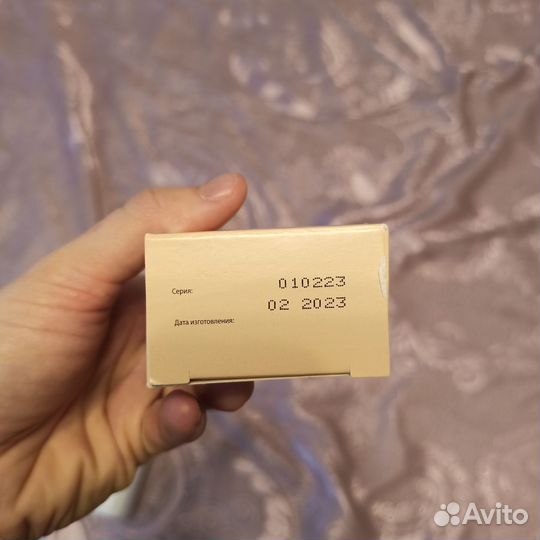 Серия: 010223
02 2023
Дата изготовления:
Avito